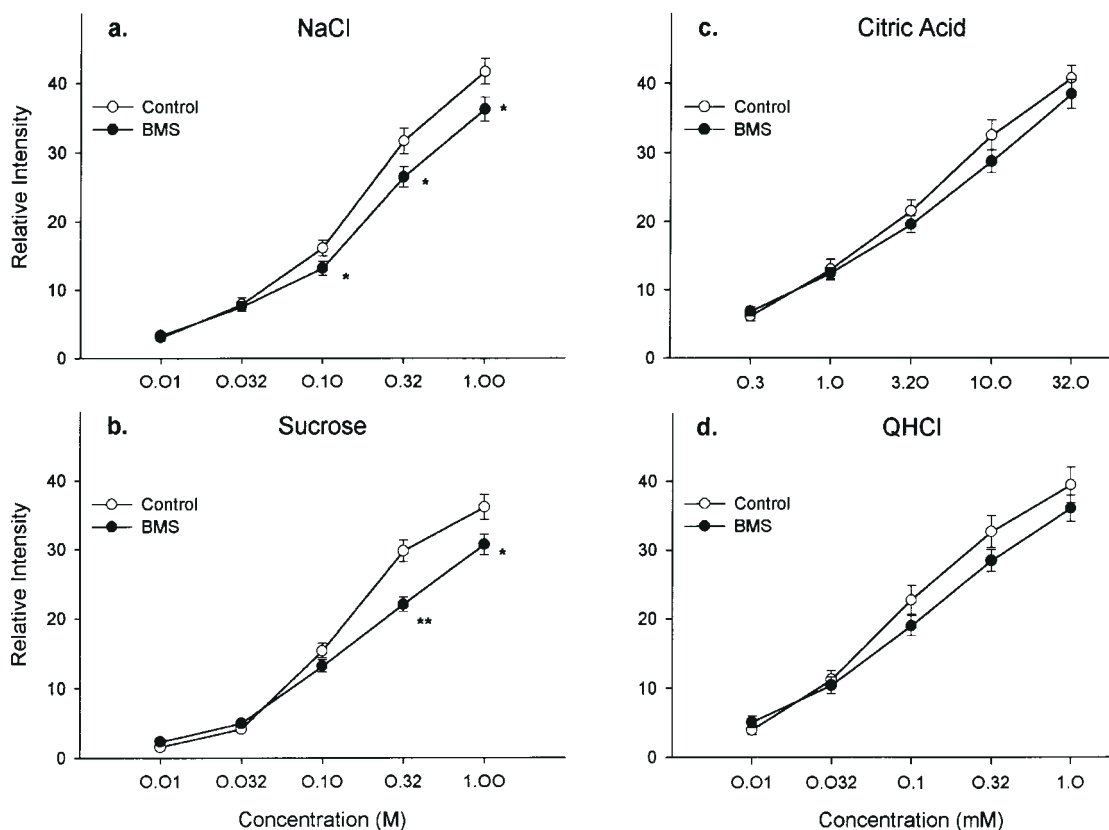 a. NaCl
Control
BMS
Relative Intensity
40
30
20
10
0
*
*
*
0.01 0.032 0.10 0.32 1.00
c. Citric Acid
Control
BMS
40
30
20
10
0
0.3 1.0 3.20 10.0 32.0
b. Sucrose
Control
BMS
Relative Intensity
40
30
20
10
0
**
*
0.01 0.032 0.10 0.32 1.00
Concentration (M)
d. QHCl
Control
BMS
40
30
20
10
0
0.01 0.032 0.1 0.32 1.0
Concentration (mM)